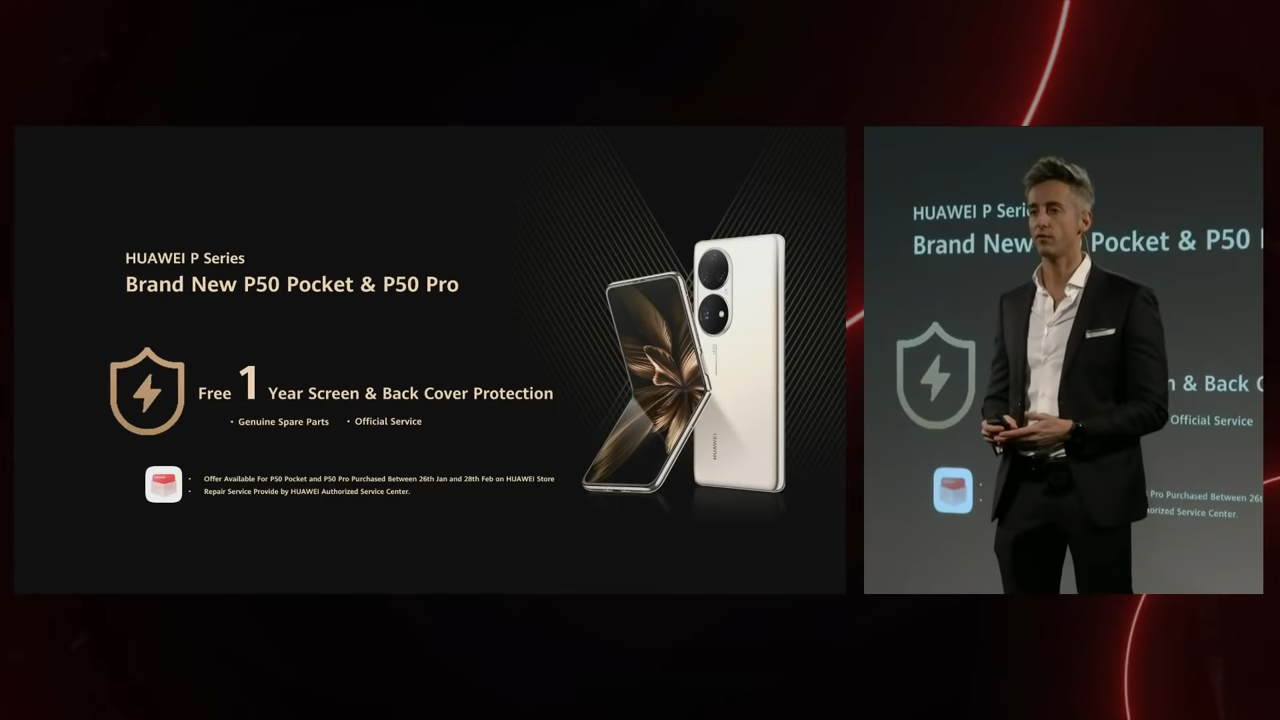 HUAWEI P Series
Brand New P50 Pocket & P50 Pro
Free 1 Year Screen & Back Cover Protection
• Genuine Spare Parts • Official Service
• Offer Available For P50 Pocket and P50 Pro Purchased Between 26th Jan and 28th Feb on HUAWEI Store
• Repair Service Provide by HUAWEI Authorized Service Center.
HUAWEI
HUAWEI P Seri
Brand New Pocket & P50
& Back
Official Service
Pro Purchased Between 26t
orized Service Center.